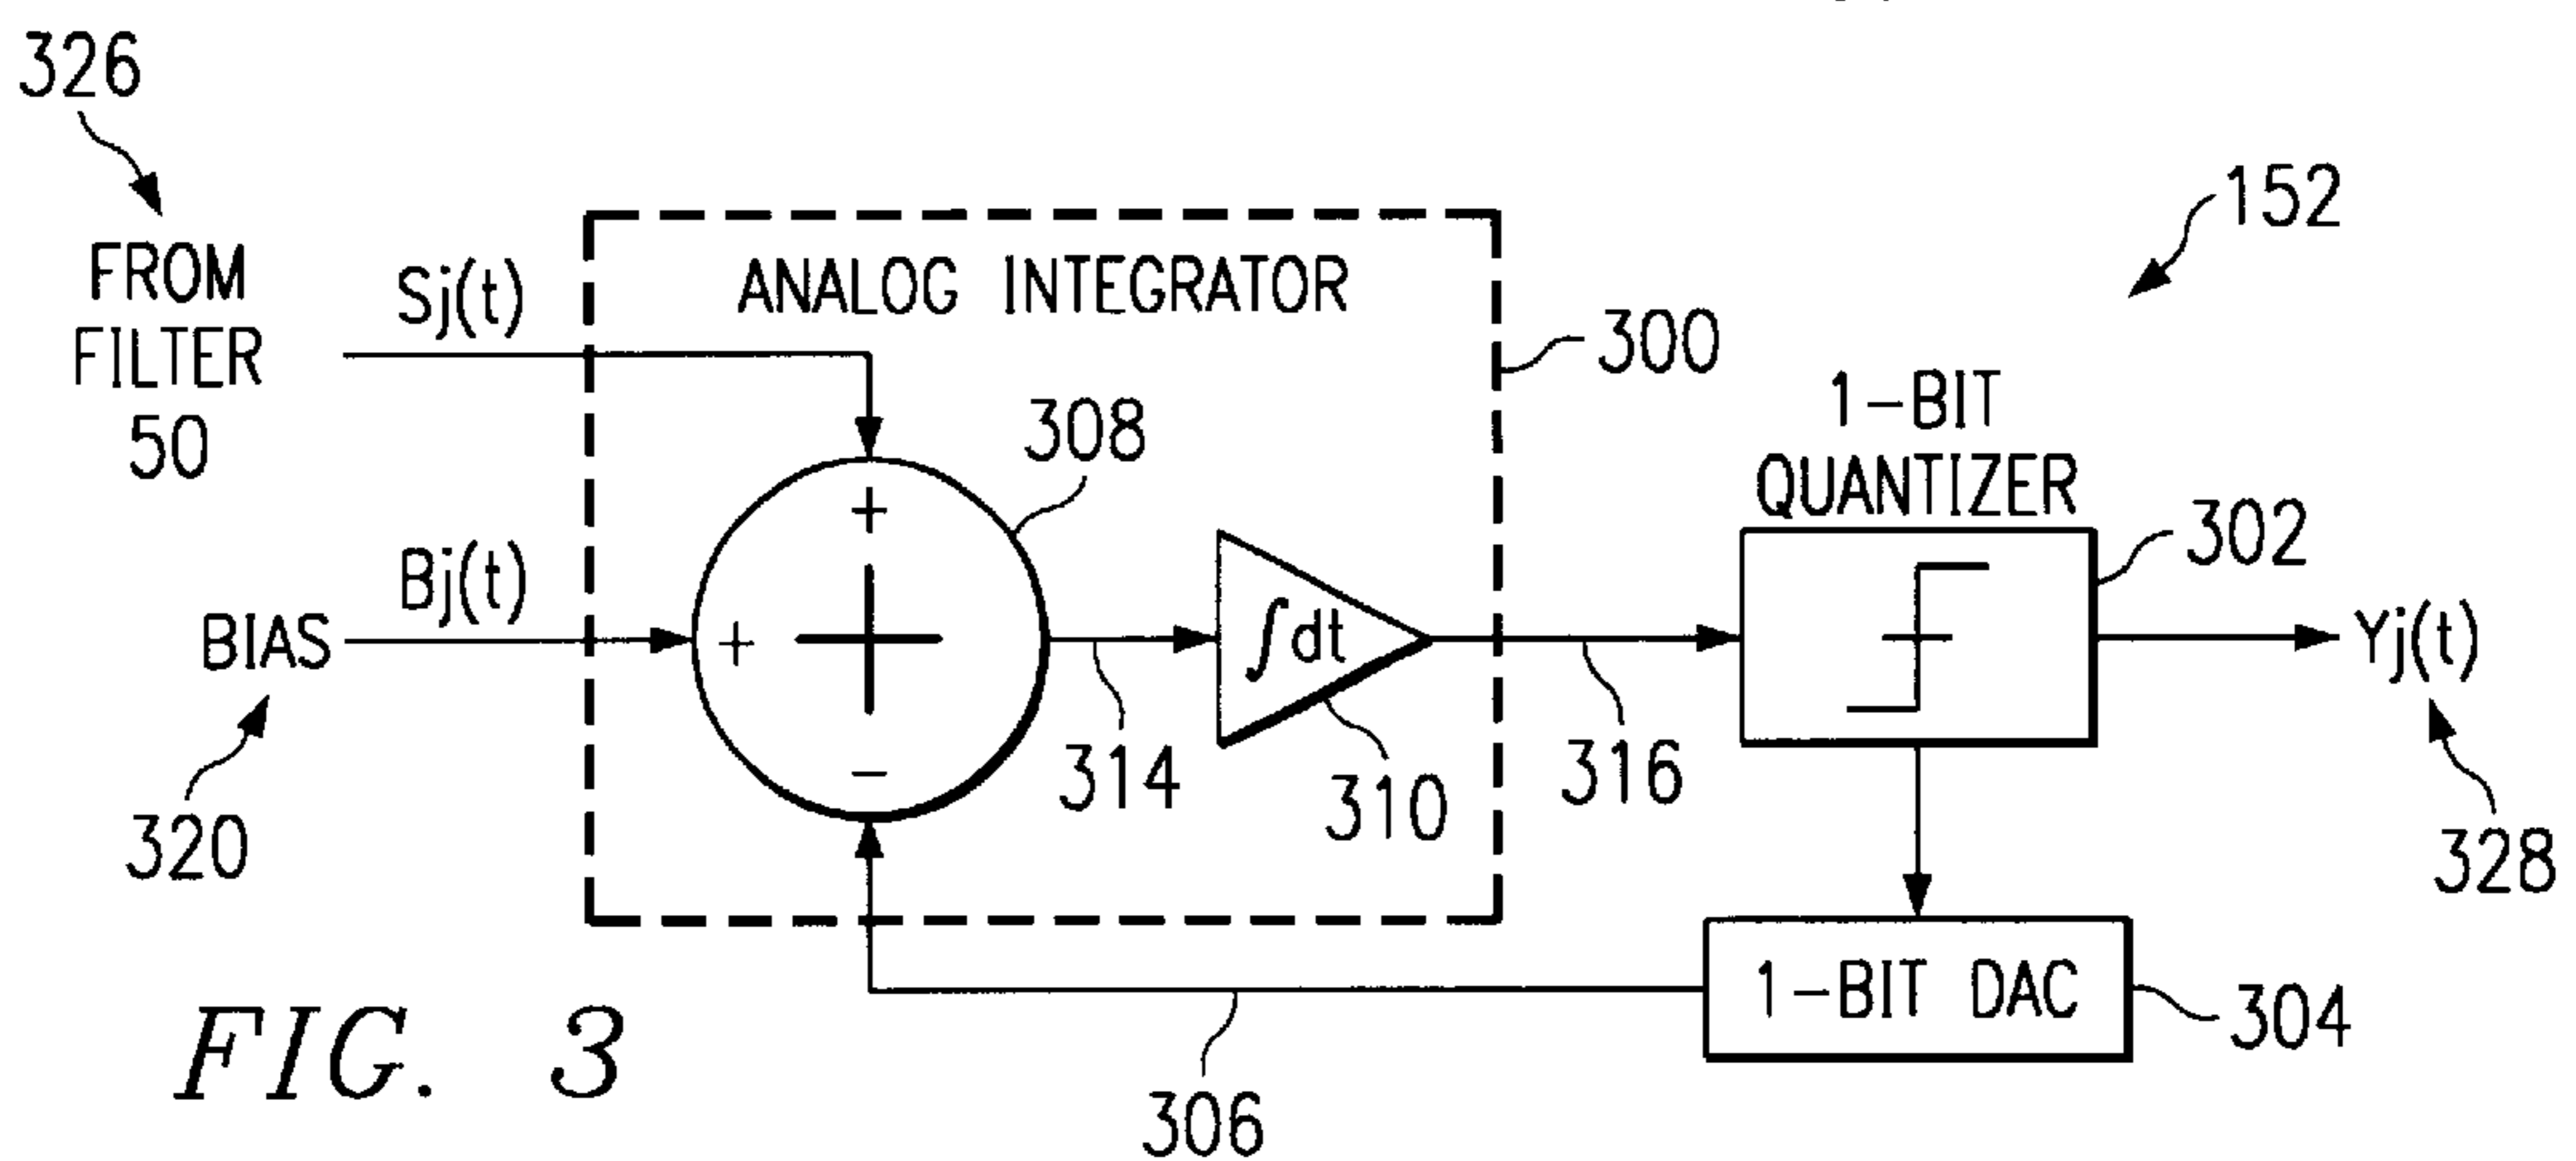 326
FROM
FILTER
50
Sj(t)
ANALOG INTEGRATOR
152
300
308
1-BIT
QUANTIZER
302
Bj(t)
BIAS
320
+
+
-
∫dt
314
310
316
Yj(t)
328
1-BIT DAC
304
306
FIG. 3